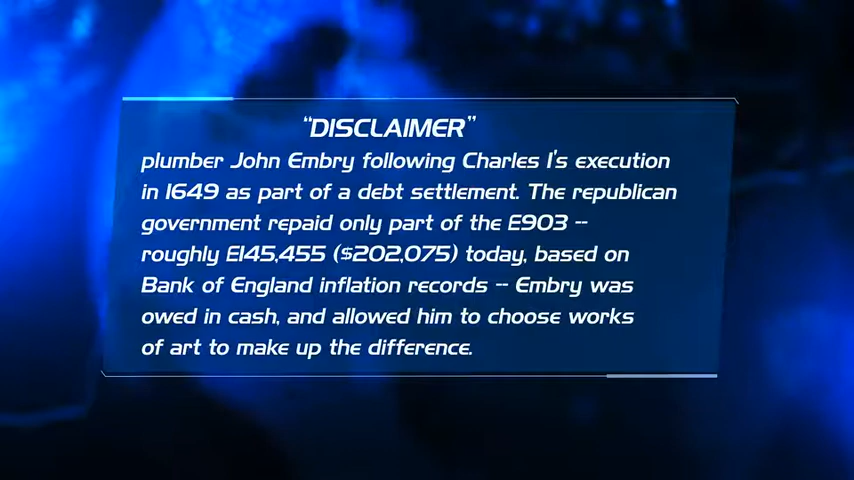 “DISCLAIMER”
plumber John Embry following Charles I's execution
in 1649 as part of a debt settlement. The republican
government repaid only part of the E903 --
roughly E145,455 ($202,075) today, based on
Bank of England inflation records -- Embry was
owed in cash, and allowed him to choose works
of art to make up the difference.